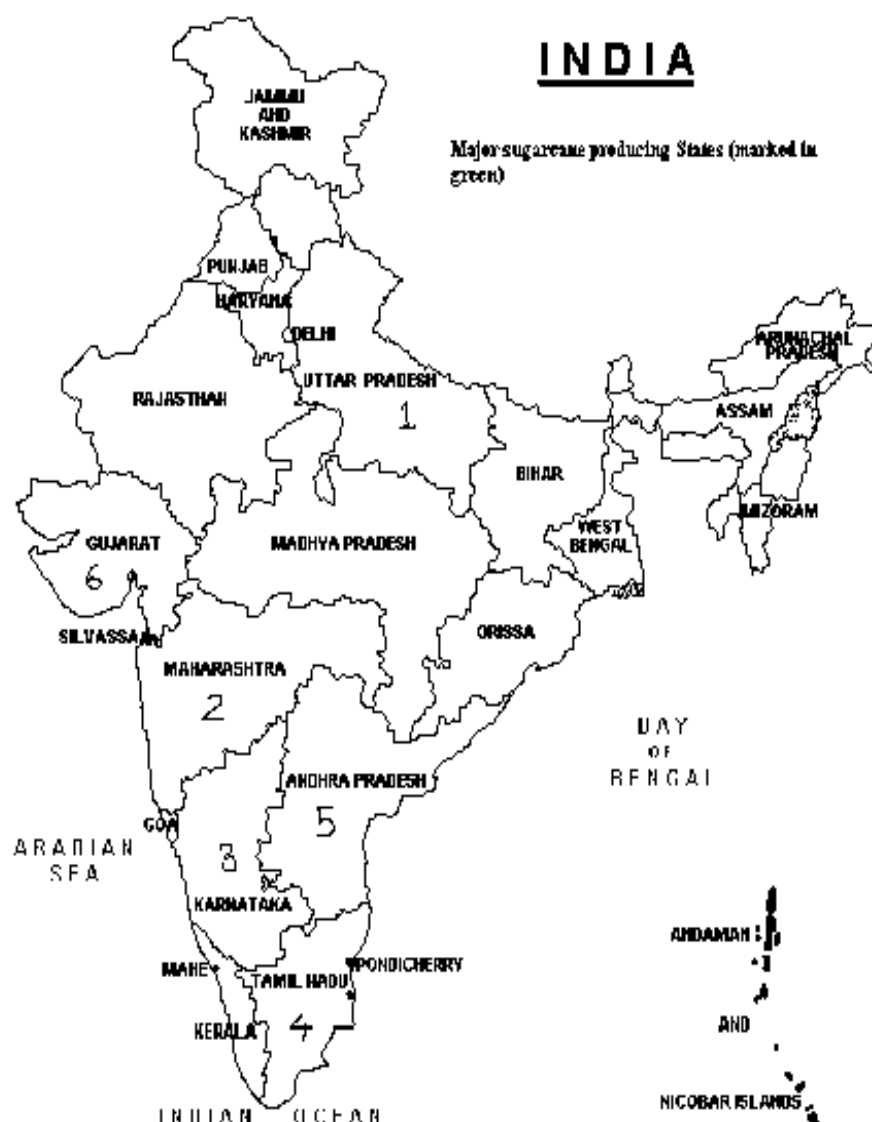 INDIA
Major sugarcane producing States (marked in
green)
JAMMU
AND
KASHMIR
PUNJAB
HARYANA
DELHI
UTTAR PRADESH
1
RAJASTHAN
ARUNACHAL
PRADESH
ASSAM
BIHAR
MIZORAM
WEST
BENGAL
GUJARAT
6
MADHYA PRADESH
SILVASSA
ORISSA
MAHARASHTRA
2
BAY
OF
BENGAL
ANDHRA PRADESH
5
GOA
ARABIAN
SEA
3
KARNATAKA
MAHE
TAMIL NADU
PONDICHERRY
4
KERALA
ANDAMAN
AND
NICOBAR ISLANDS
INDIAN OCEAN